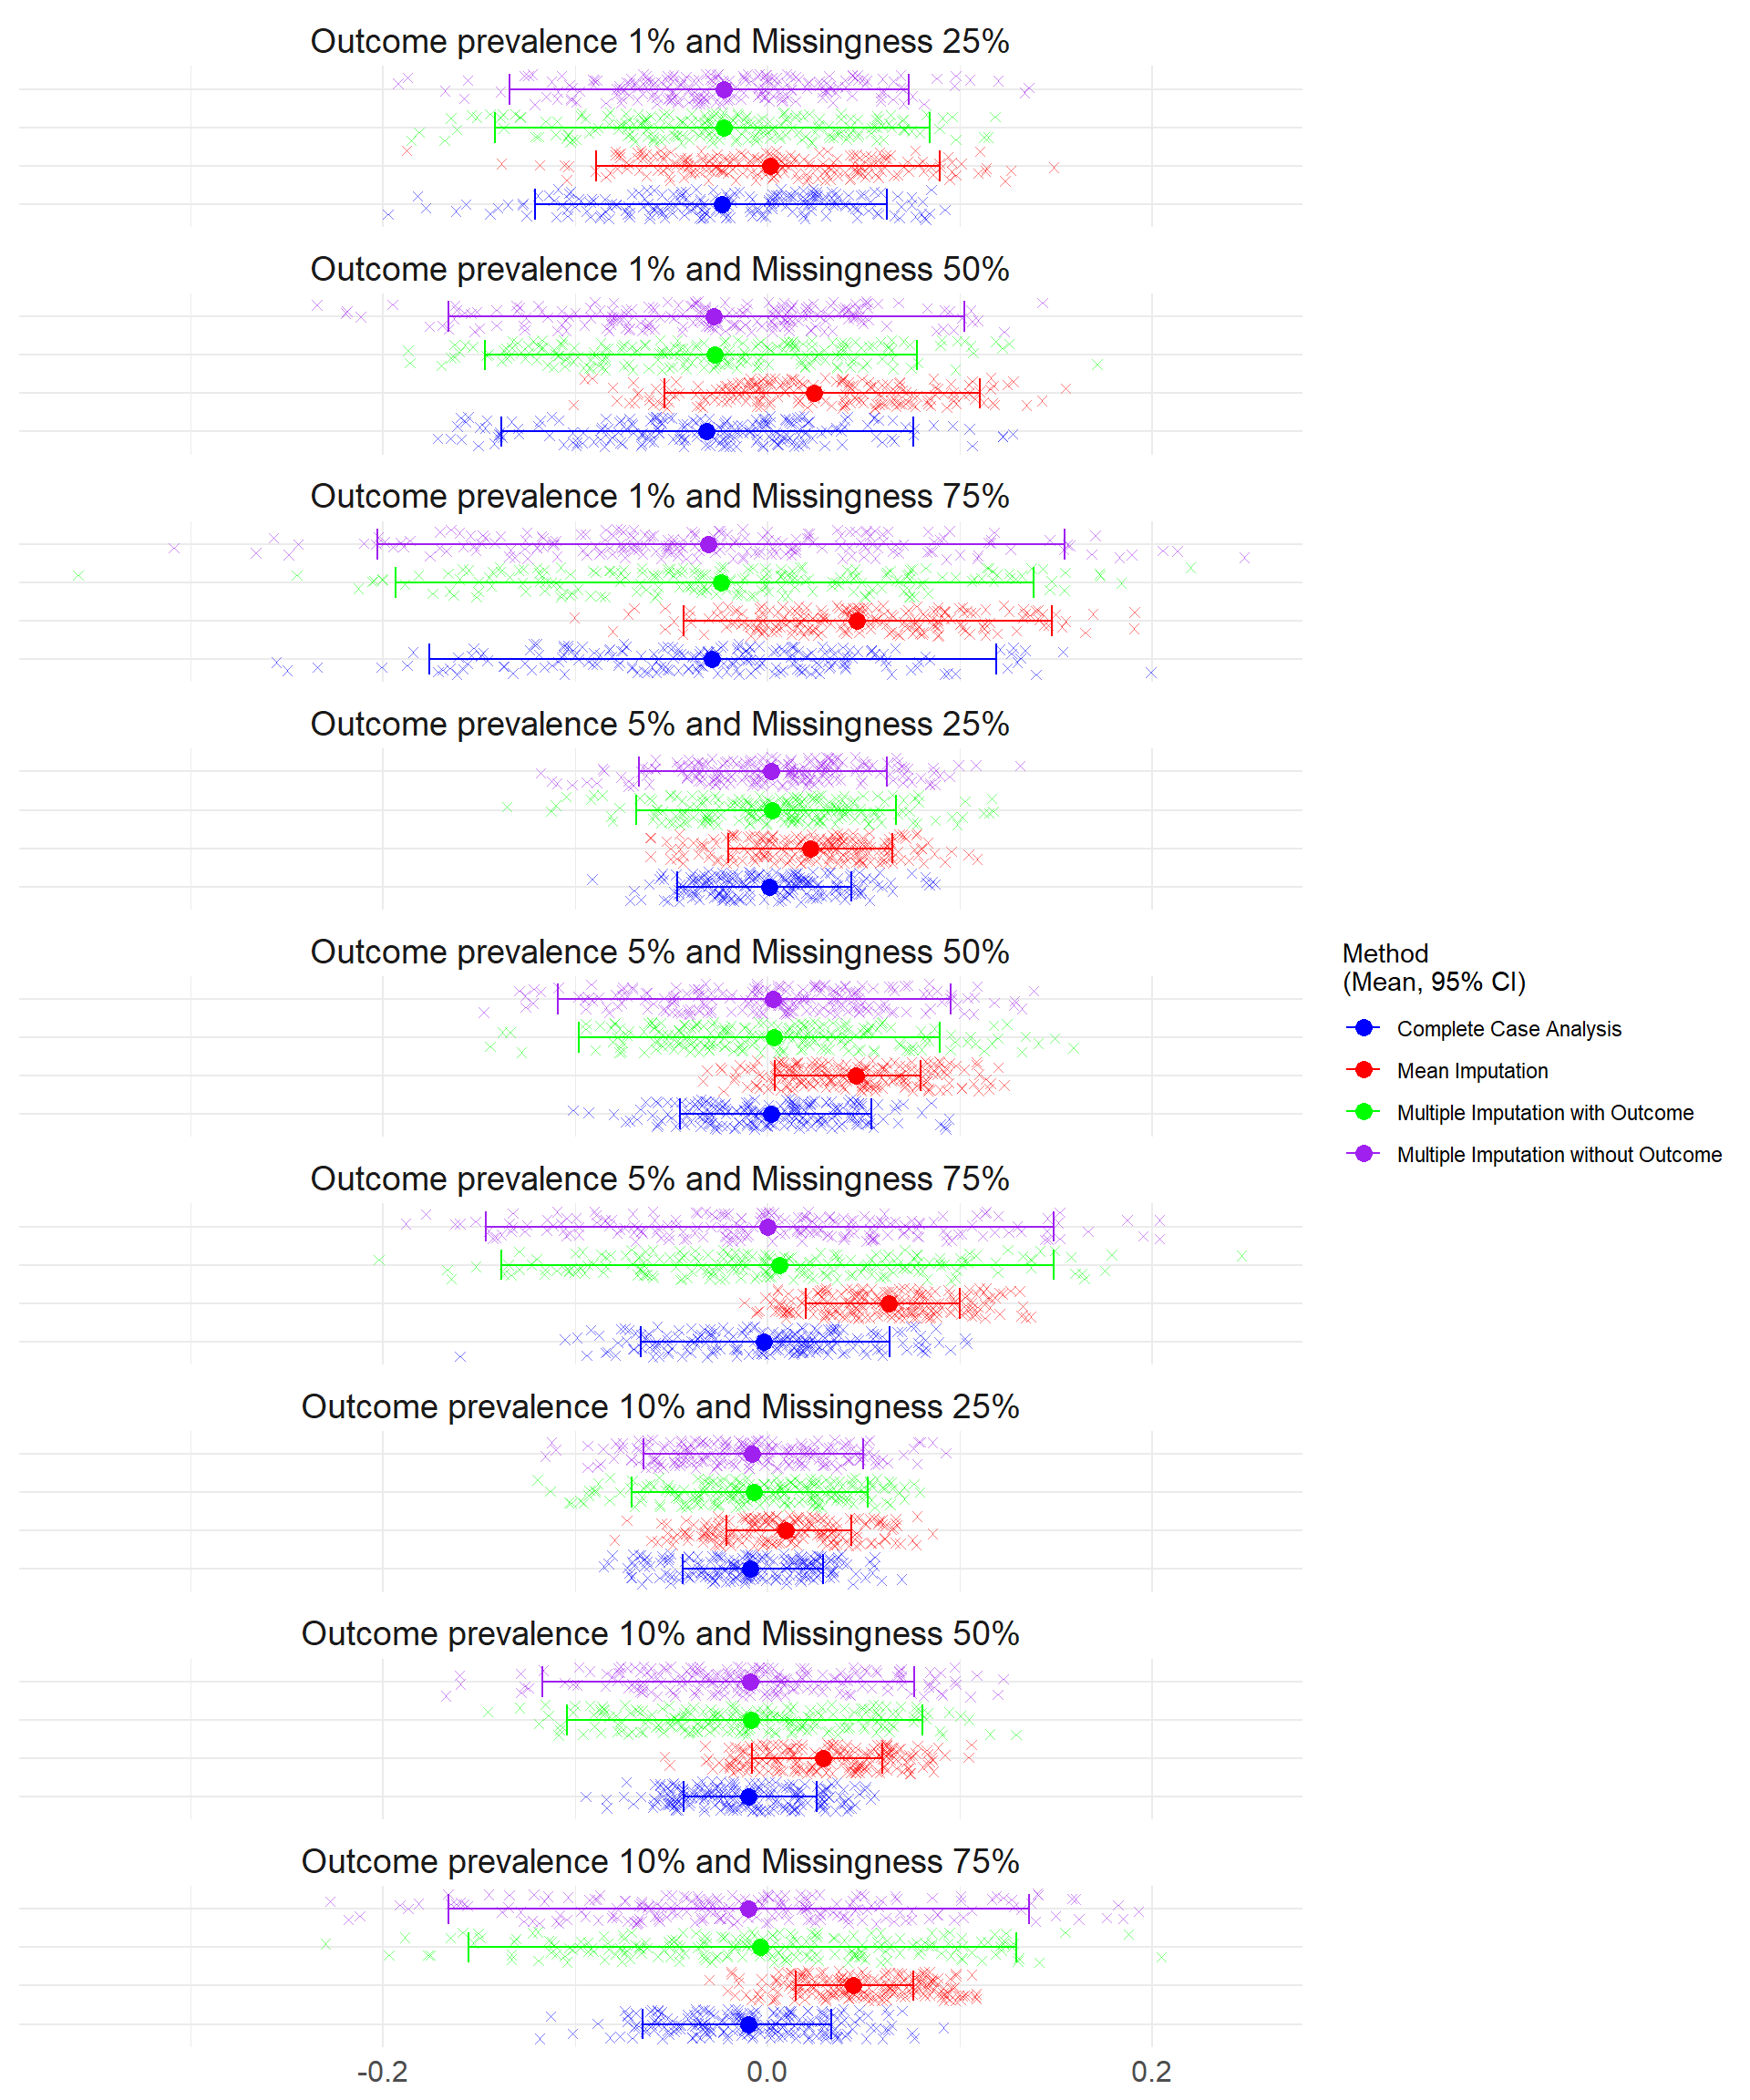 Outcome prevalence 1% and Missingness 25%
Outcome prevalence 1% and Missingness 50%
Outcome prevalence 1% and Missingness 75%
Outcome prevalence 5% and Missingness 25%
Outcome prevalence 5% and Missingness 50%
Outcome prevalence 5% and Missingness 75%
Outcome prevalence 10% and Missingness 25%
Outcome prevalence 10% and Missingness 50%
Outcome prevalence 10% and Missingness 75%
-0.2
0.0
0.2
Method
(Mean, 95% CI)
Complete Case Analysis
Mean Imputation
Multiple Imputation with Outcome
Multiple Imputation without Outcome